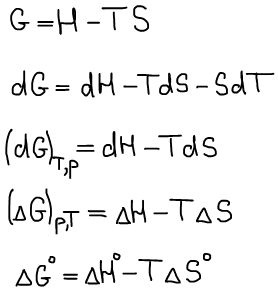 G = H - TS
dG = dH - TdS - SdT
(dG)T,P = dH - TdS
(ΔG)P,T = ΔH - TΔS
ΔG° = ΔH° - TΔS°